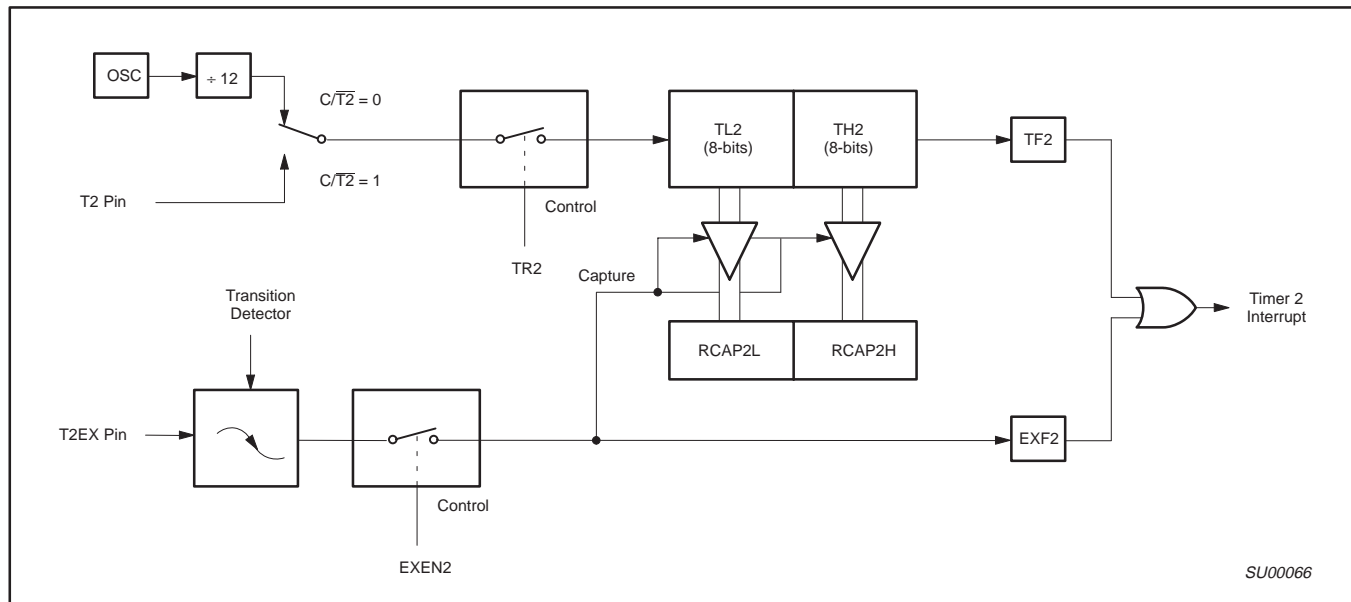 OSC
÷ 12
C/T2̅ = 0
C/T2̅ = 1
T2 Pin
Control
TR2
TL2
(8-bits)
TH2
(8-bits)
TF2
Capture
RCAP2L
RCAP2H
Timer 2
Interrupt
Transition
Detector
T2EX Pin
Control
EXEN2
EXF2
SU00066